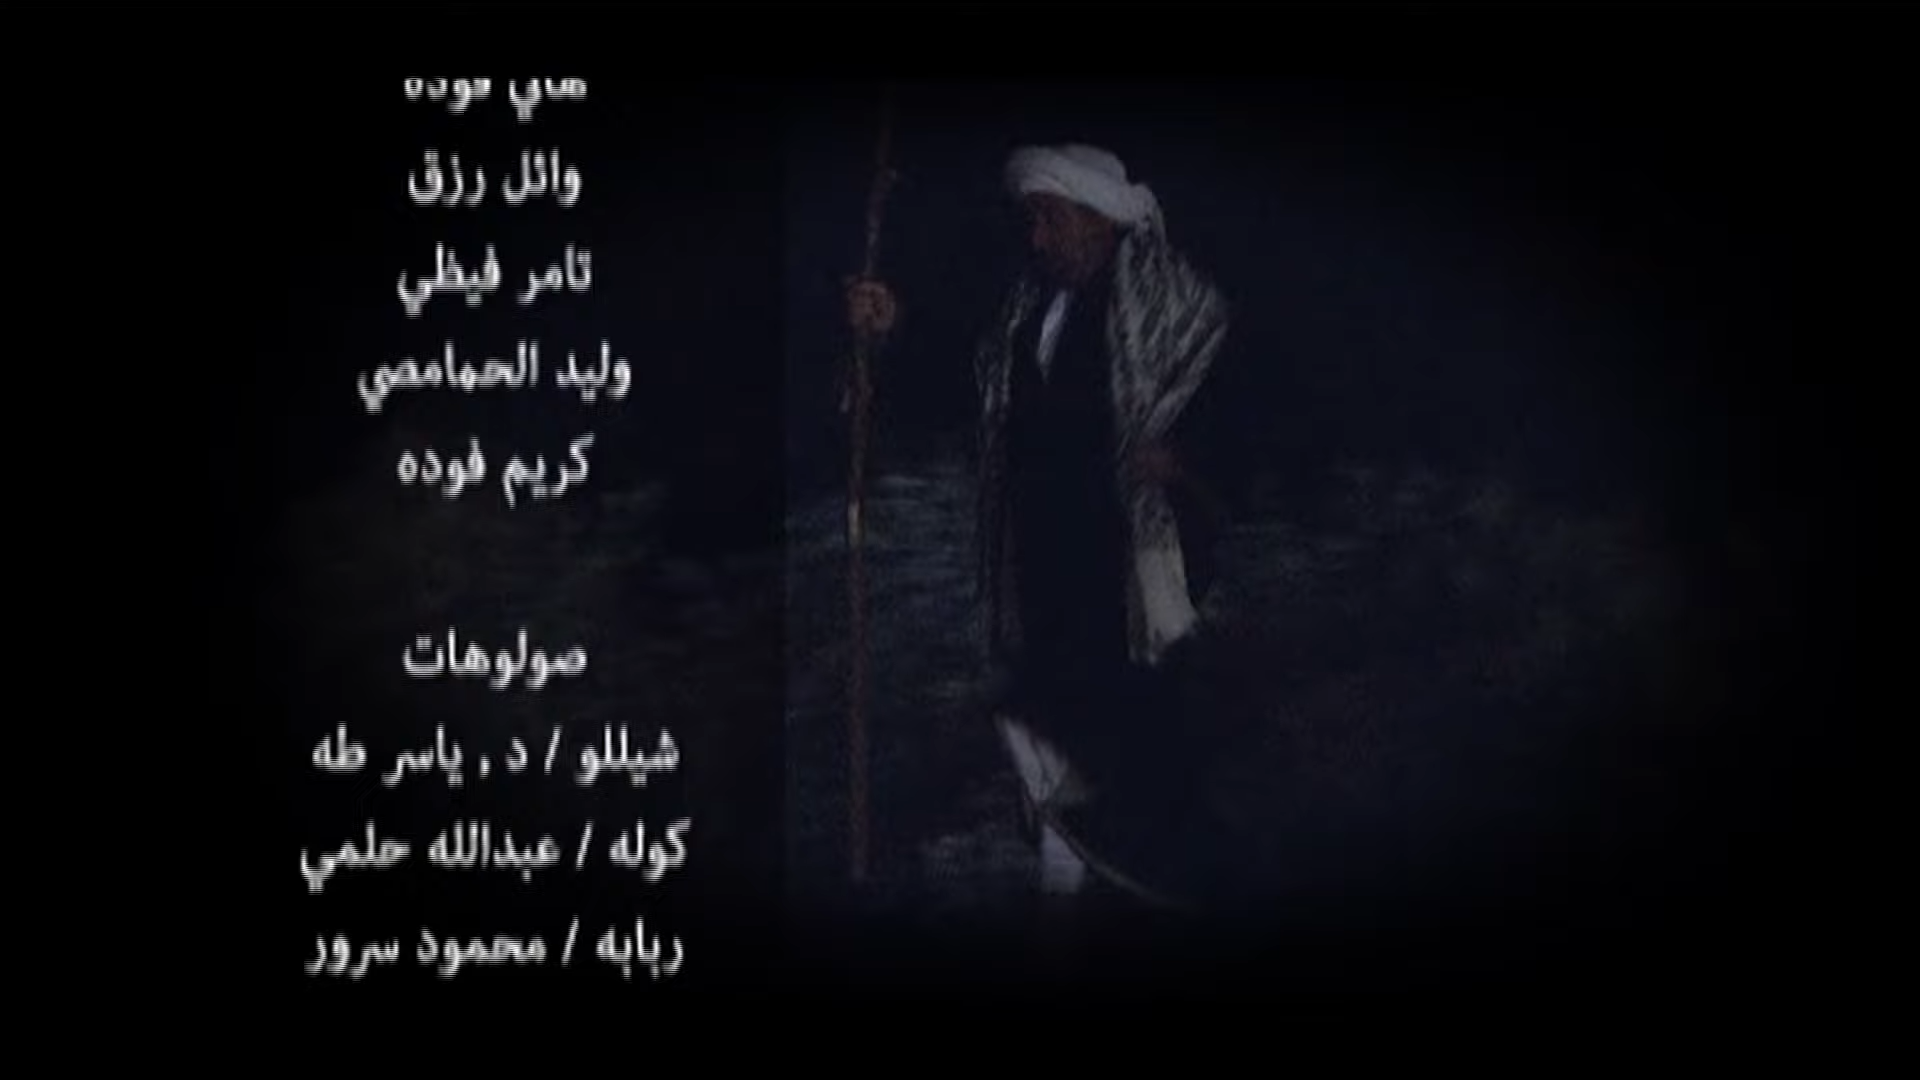 وائل رزق
تامر فيظي
وليد الحمامصي
كريم فوده
صولوهات
شيللو / د . ياسر طه
كوله / عبدالله حلمي
ربابه / محمود سرور